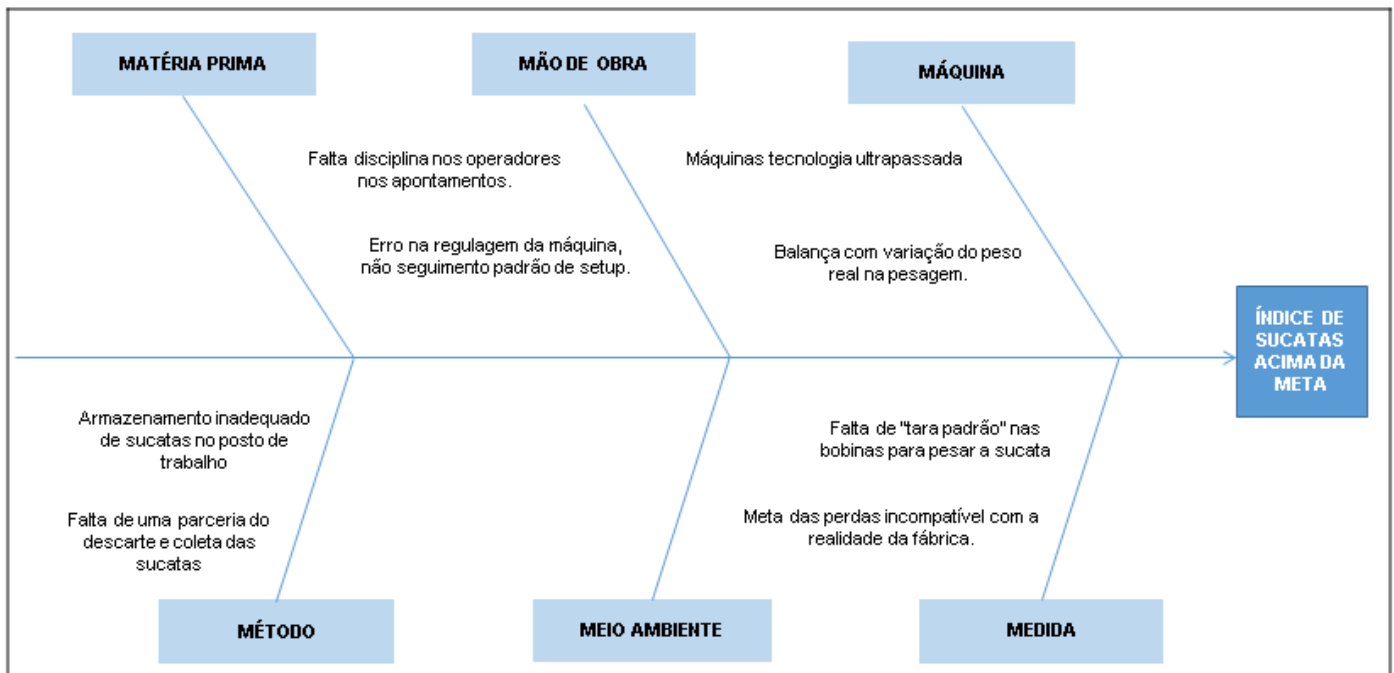 MATÉRIA PRIMA
MÃO DE OBRA
MÁQUINA
Falta disciplina nos operadores
nos apontamentos.
Erro na regulagem da máquina,
não seguimento padrão de setup.
Máquinas tecnologia ultrapassada
Balança com variação do peso
real na pesagem.
ÍNDICE DE
SUCATAS
ACIMA DA
META
Armazenamento inadequado
de sucatas no posto de
trabalho
Falta de uma parceria do
descarte e coleta das
sucatas
Falta de "tara padrão" nas
bobinas para pesar a sucata
Meta das perdas incompatível com a
realidade da fábrica.
MÉTODO
MEIO AMBIENTE
MEDIDA